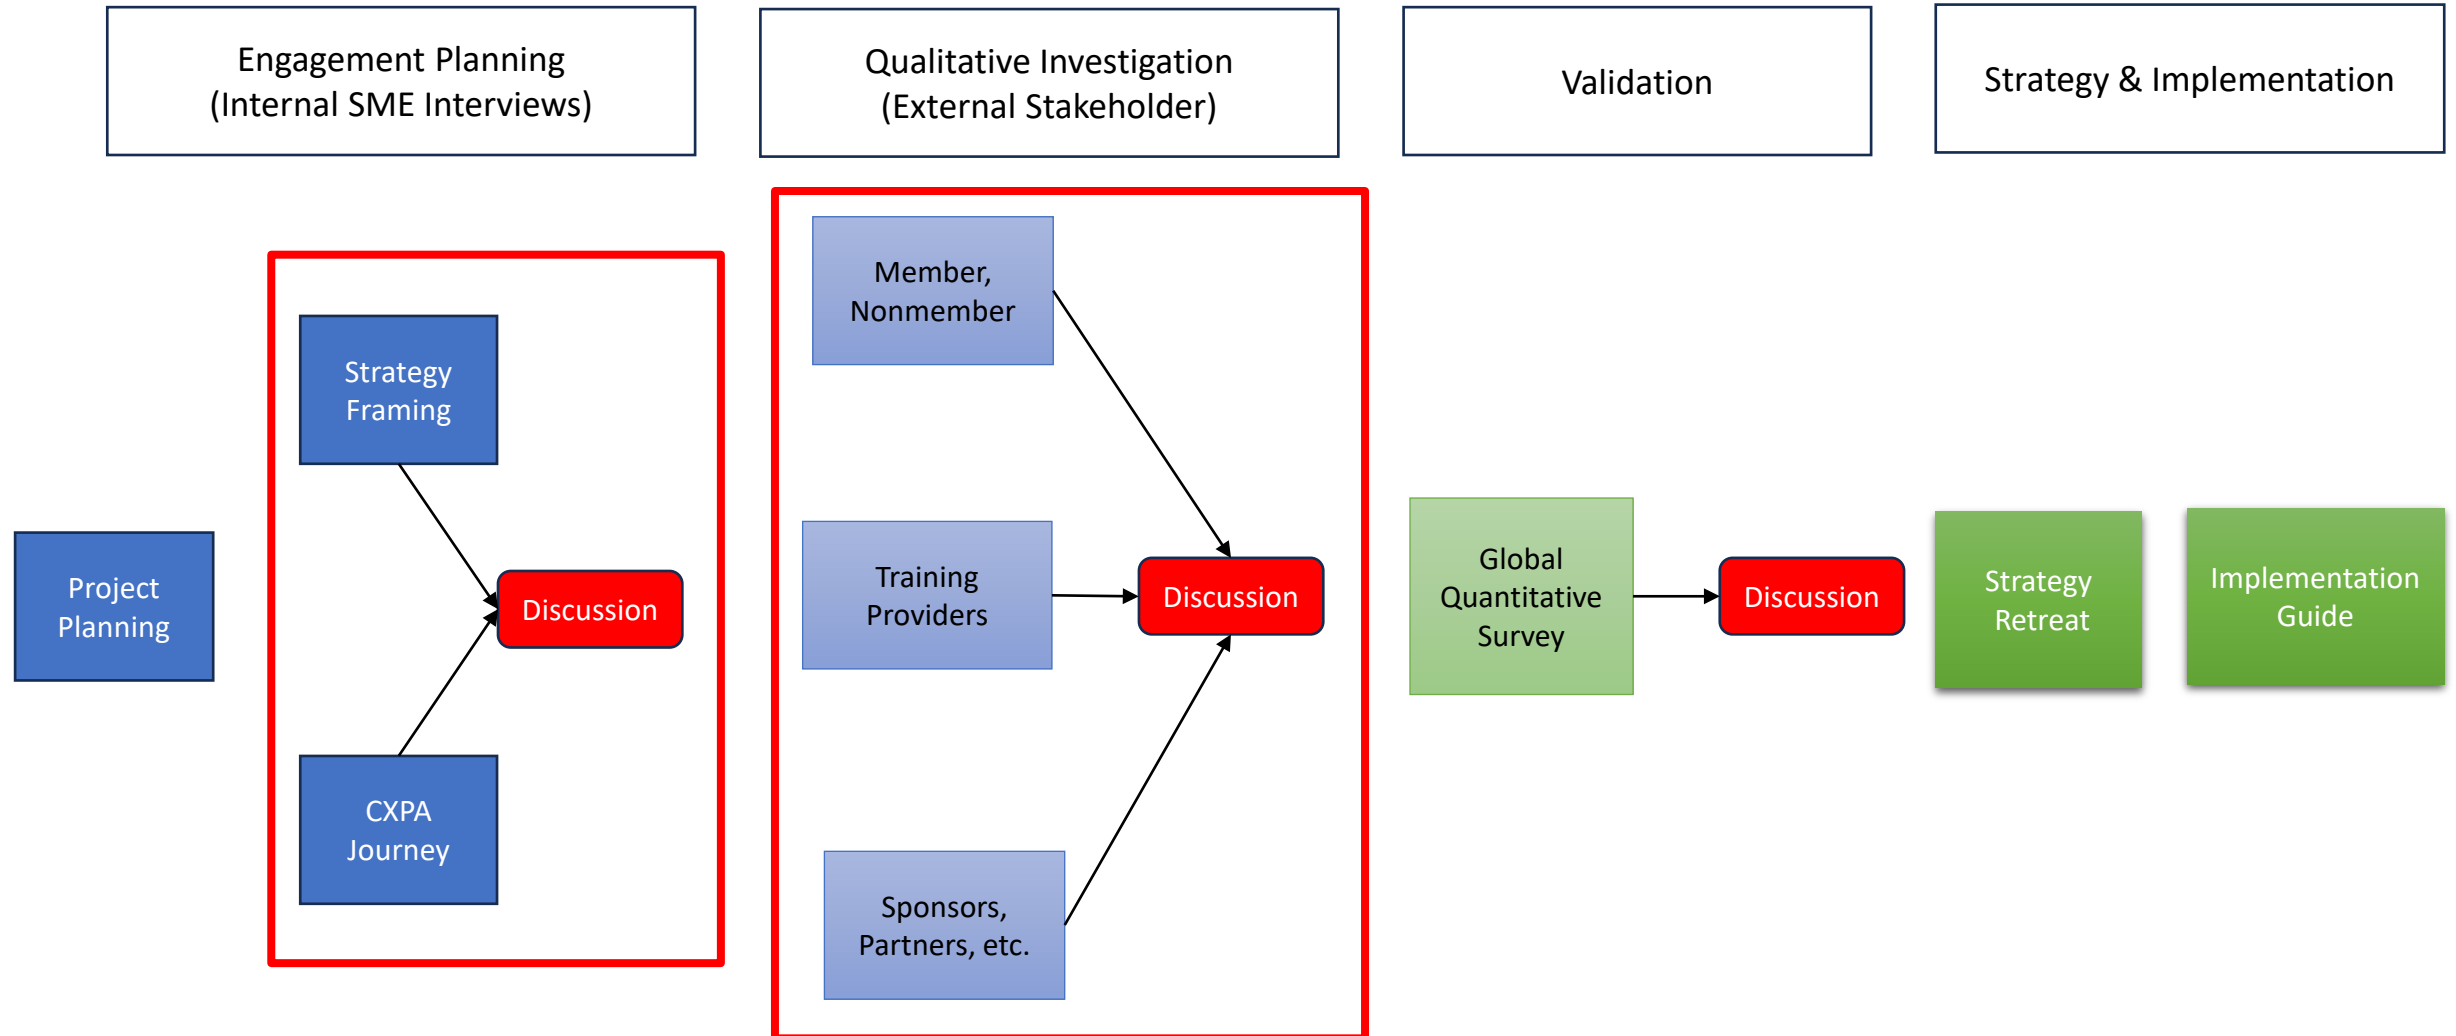 Engagement Planning
(Internal SME Interviews)
Qualitative Investigation
(External Stakeholder)
Validation
Strategy & Implementation
Project
Planning
Strategy
Framing
CXPA
Journey
Discussion
Member,
Nonmember
Training
Providers
Sponsors,
Partners, etc.
Discussion
Global
Quantitative
Survey
Discussion
Strategy
Retreat
Implementation
Guide